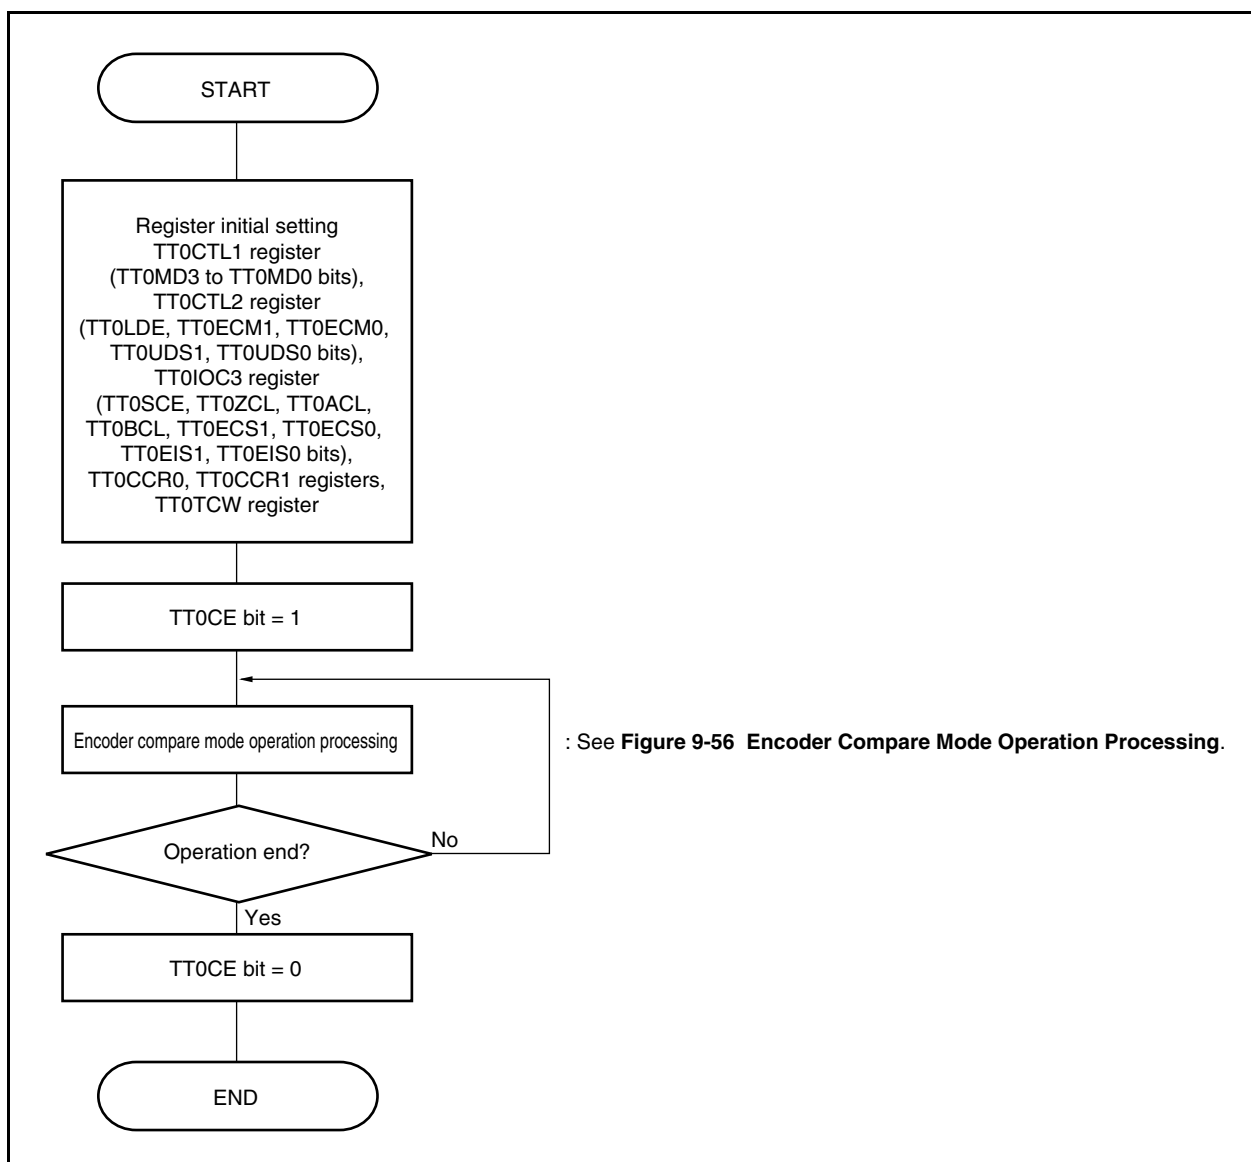 START
Register initial setting
TT0CTL1 register
(TT0MD3 to TT0MD0 bits),
TT0CTL2 register
(TT0LDE, TT0ECM1, TT0ECM0,
TT0UDS1, TT0UDS0 bits),
TT0IOC3 register
(TT0SCE, TT0ZCL, TT0ACL,
TT0BCL, TT0ECS1, TT0ECS0,
TT0EIS1, TT0EIS0 bits),
TT0CCR0, TT0CCR1 registers,
TT0TCW register
TT0CE bit = 1
Encoder compare mode operation processing
: See Figure 9-56 Encoder Compare Mode Operation Processing.
Operation end?
No
Yes
TT0CE bit = 0
END